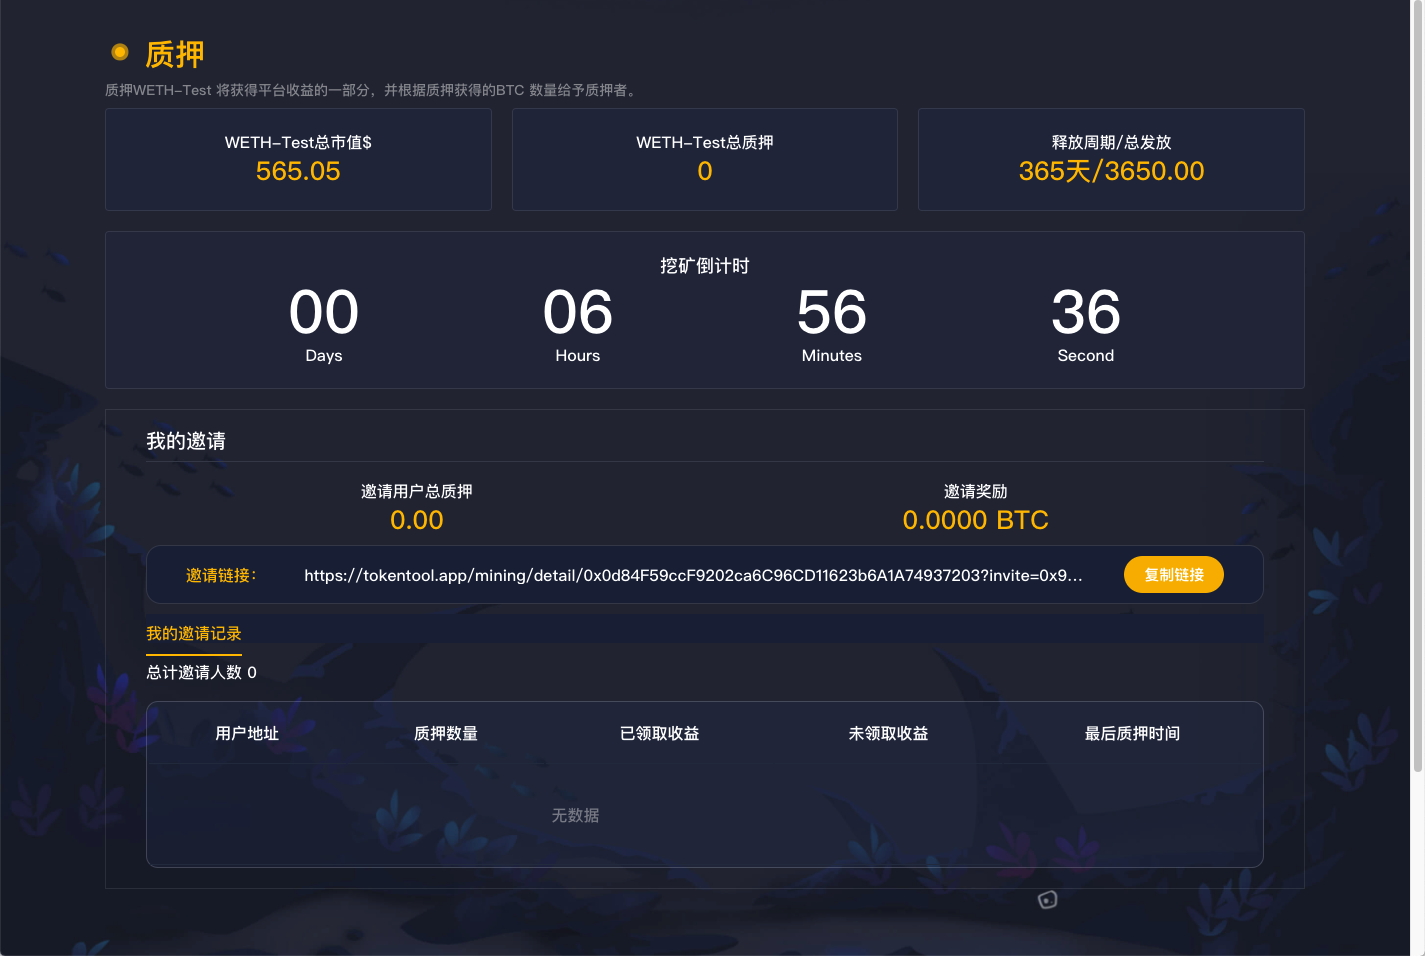 质押
质押WETH-Test 将获得平台收益的一部分，并根据质押获得的BTC 数量给予质押者。
WETH-Test总市值$
565.05
WETH-Test总质押
0
释放周期/总发放
365天/3650.00
挖矿倒计时
00 06 56 36
Days Hours Minutes Second
我的邀请
邀请用户总质押
0.00
邀请奖励
0.0000 BTC
邀请链接： https://tokentool.app/mining/detail/0x0d84F59ccF9202ca6C96CD11623b6A1A74937203?invite=0x9... 复制链接
我的邀请记录
总计邀请人数 0
用户地址 质押数量 已领取收益 未领取收益 最后质押时间
无数据